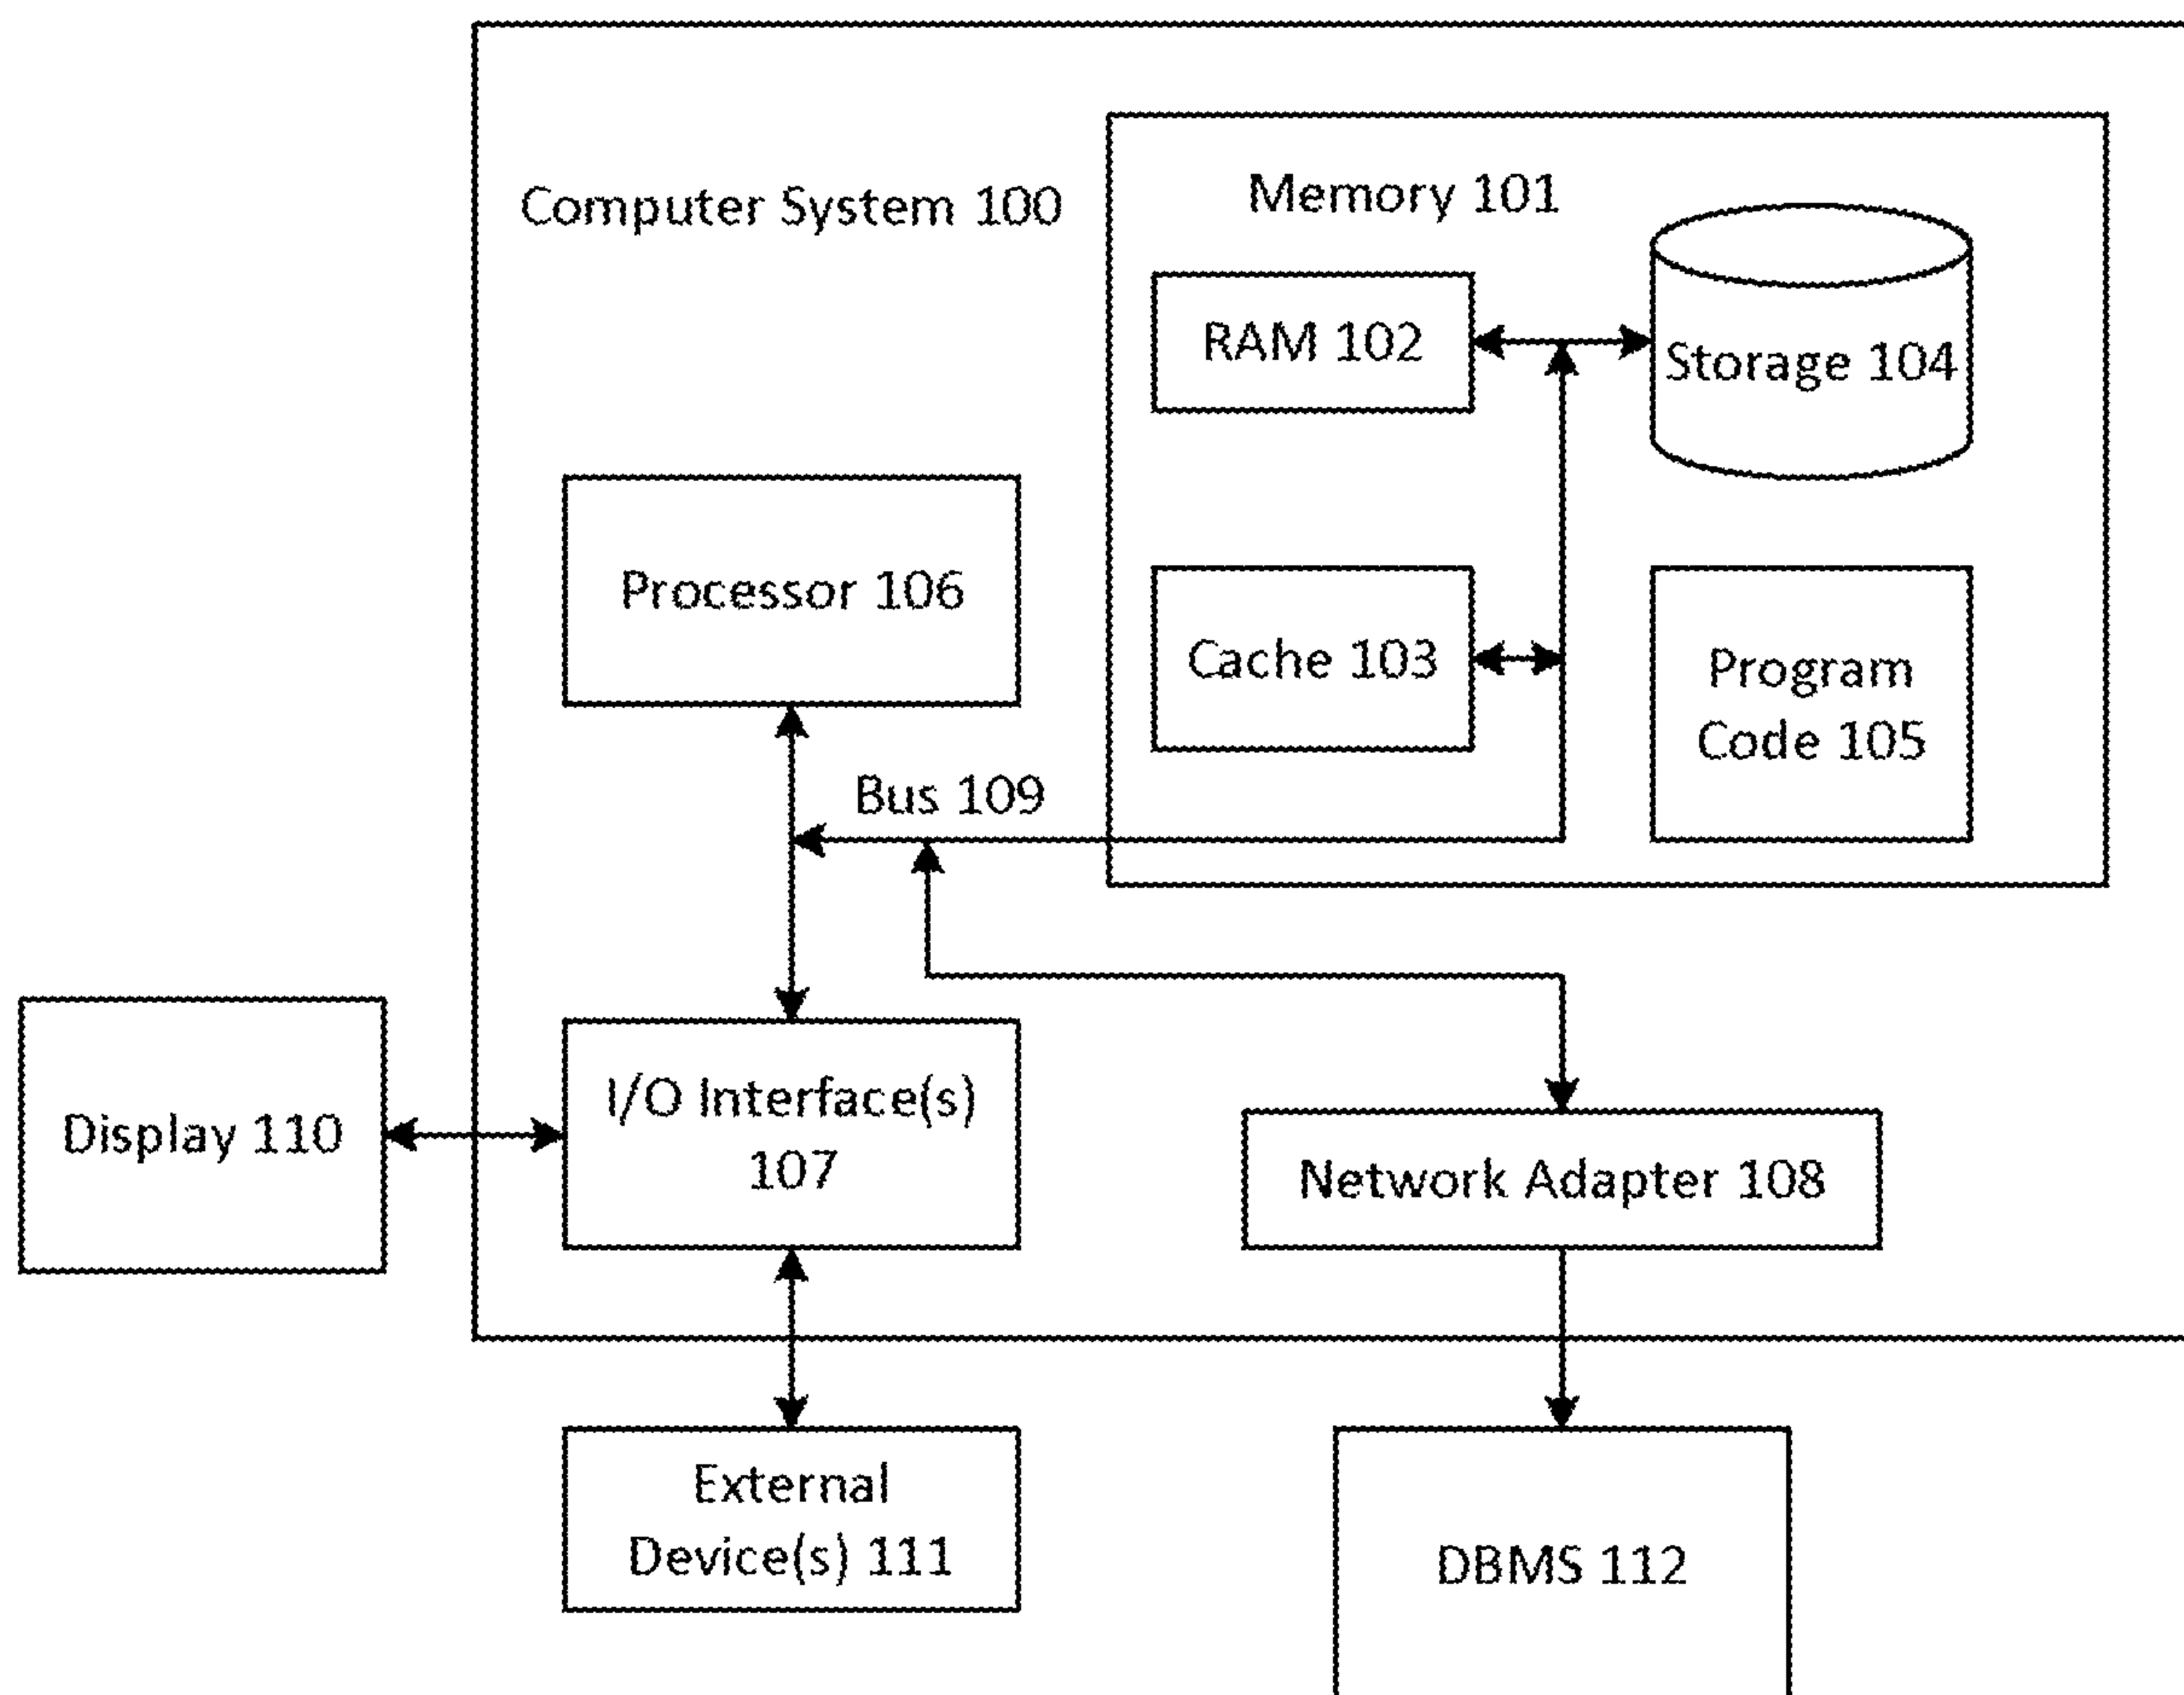 Computer System 100
Memory 101
RAM 102
Storage 104
Processor 106
Cache 103
Program
Code 105
Bus 109
Display 110
I/O Interface(s)
107
Network Adapter 108
External
Device(s) 111
DBMS 112